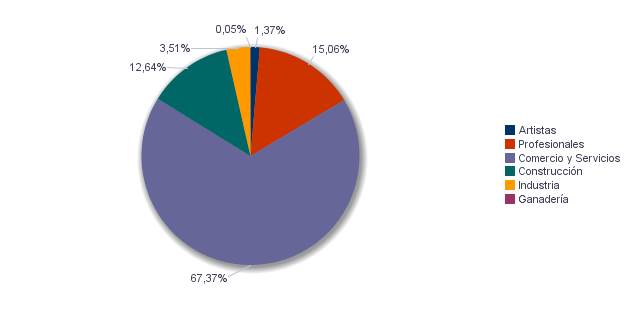 0,05%
1,37%
3,51%
15,06%
12,64%
67,37%
Artistas
Profesionales
Comercio y Servicios
Construcción
Industria
Ganadería